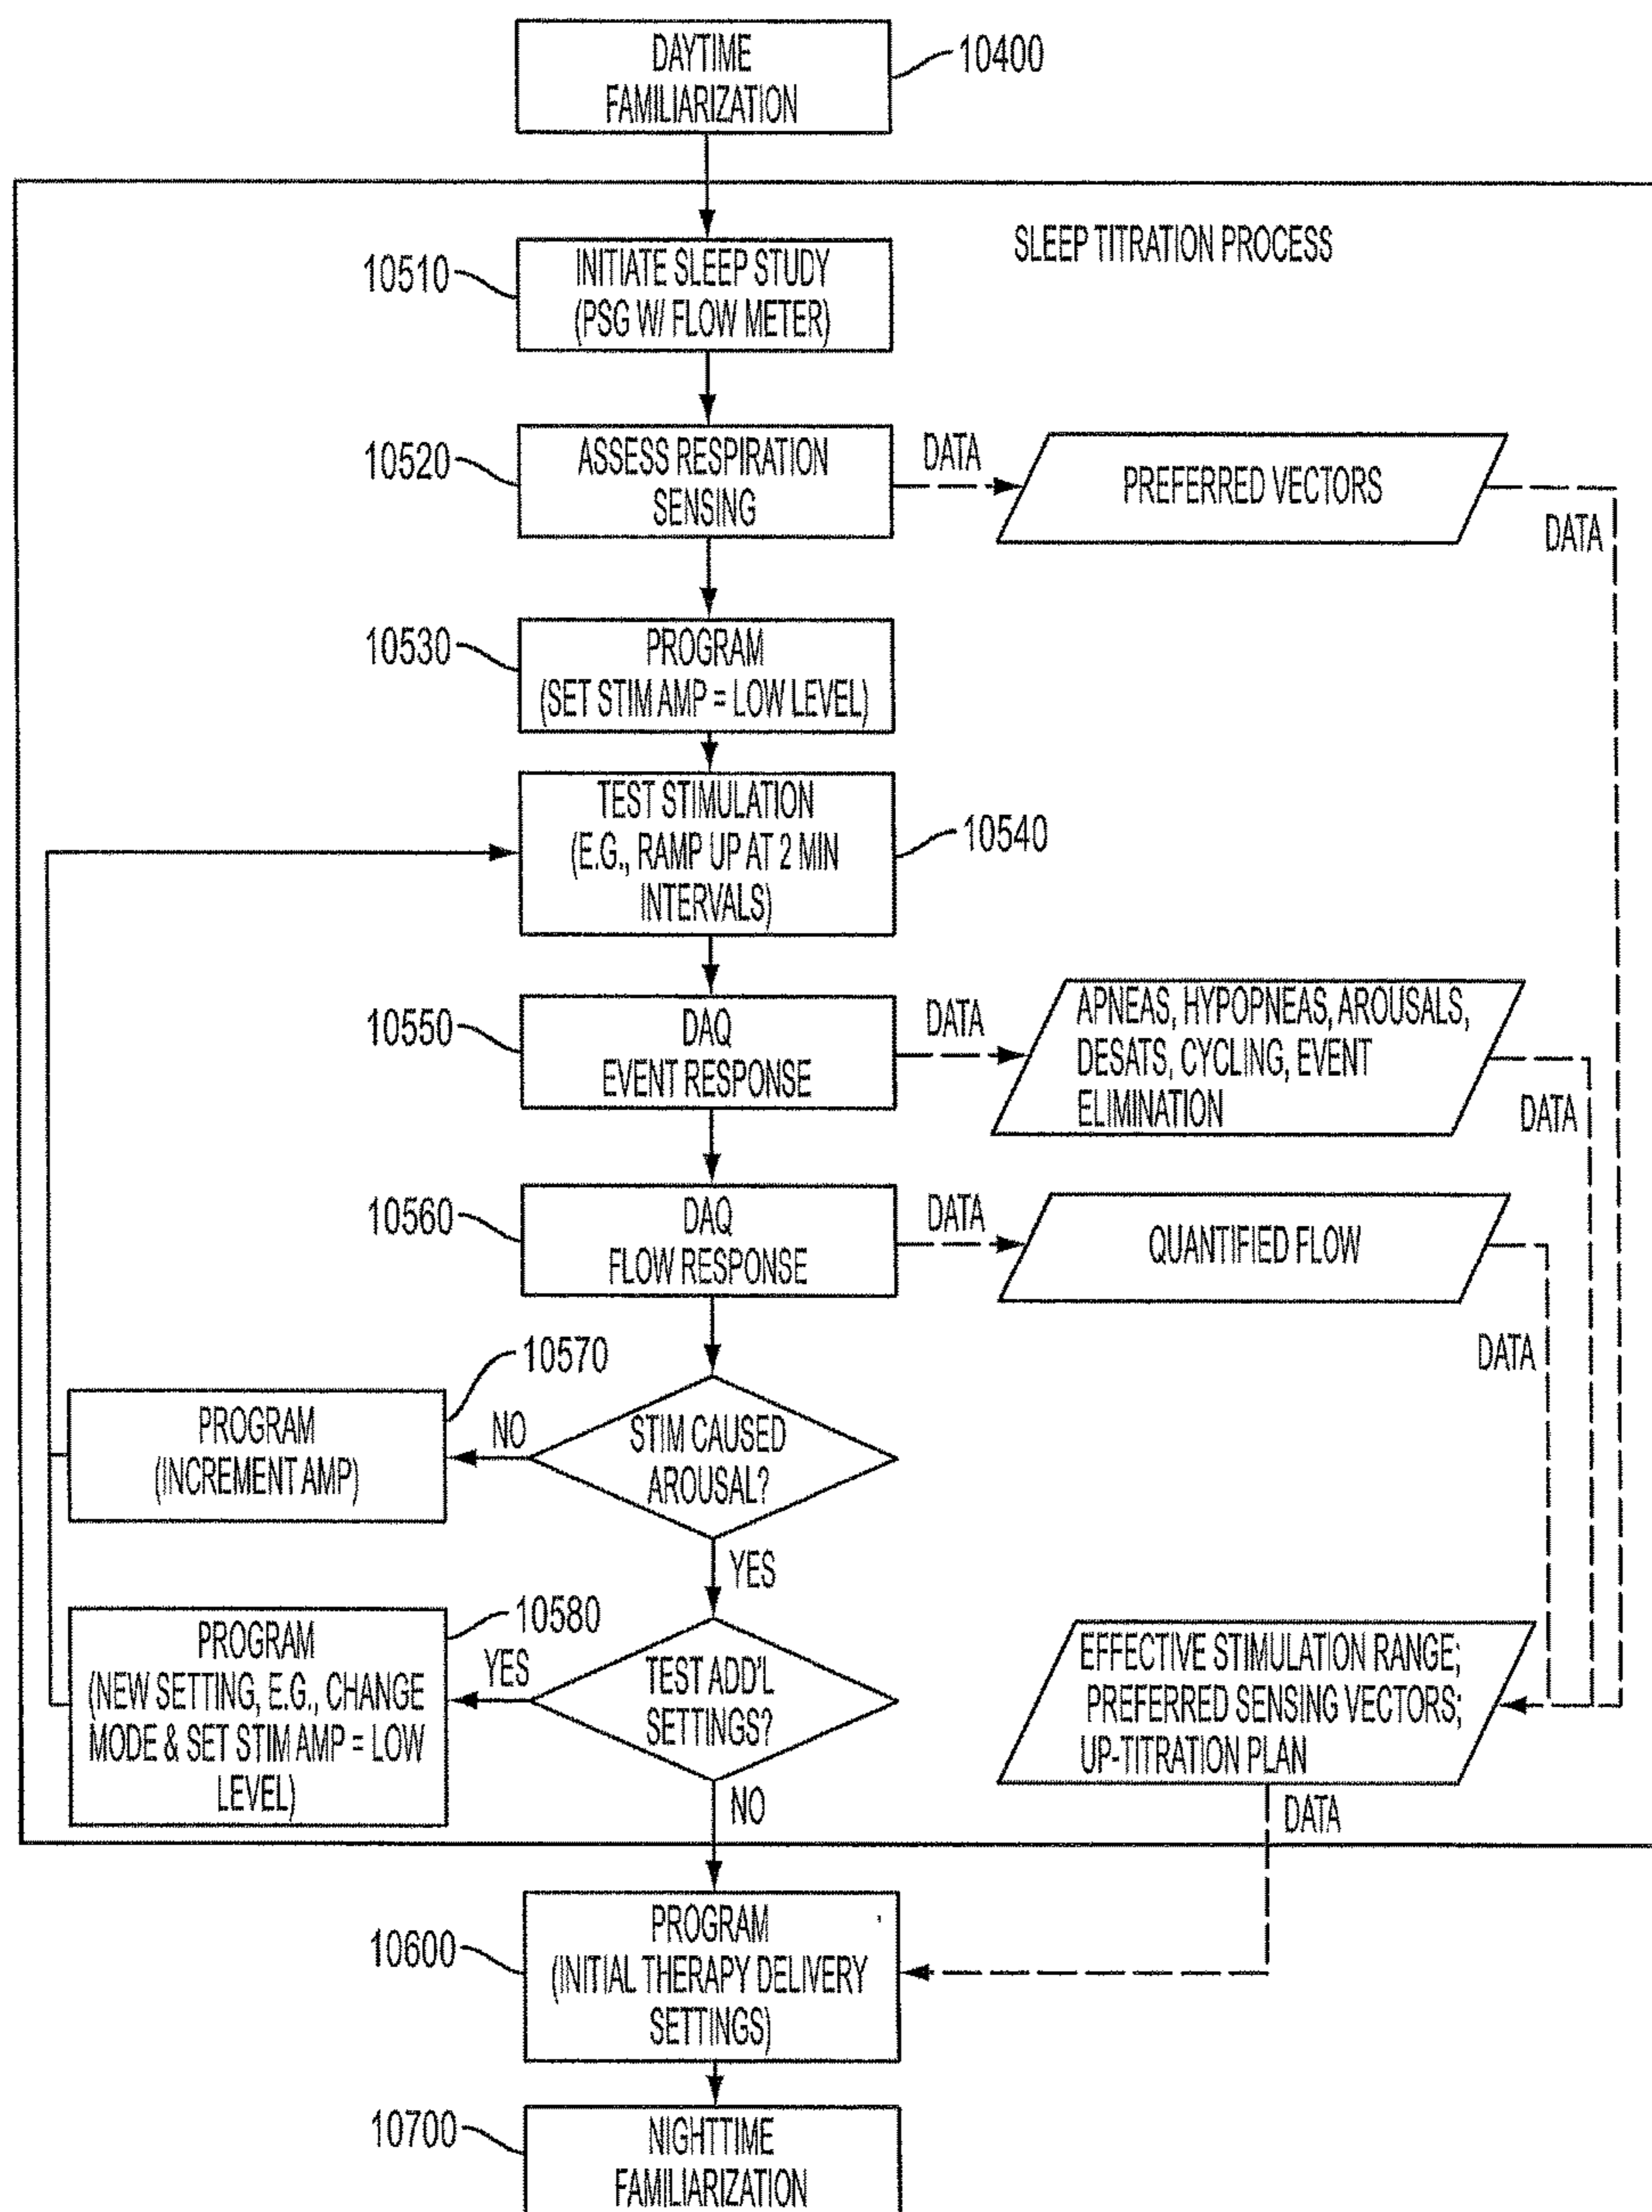 DAYTIME
FAMILIARIZATION
10400
SLEEP TITRATION PROCESS
10510
INITIATE SLEEP STUDY
(PSG W/ FLOW METER)
10520
ASSESS RESPIRATION
SENSING
DATA
PREFERRED VECTORS
DATA
10530
PROGRAM
(SET STIM AMP = LOW LEVEL)
TEST STIMULATION
(E.G., RAMP UP AT 2 MIN
INTERVALS)
10540
10550
DAQ
EVENT RESPONSE
DATA
APNEAS, HYPOPNEAS, AROUSALS,
DESATS, CYCLING, EVENT
ELIMINATION
DATA
10560
DAQ
FLOW RESPONSE
DATA
QUANTIFIED FLOW
DATA
10570
PROGRAM
(INCREMENT AMP)
NO
STIM CAUSED
AROUSAL?
YES
10580
PROGRAM
(NEW SETTING, E.G., CHANGE
MODE & SET STIM AMP = LOW
LEVEL)
YES
TEST ADD'L
SETTINGS?
NO
EFFECTIVE STIMULATION RANGE;
PREFERRED SENSING VECTORS;
UP-TITRATION PLAN
DATA
10600
PROGRAM
(INITIAL THERAPY DELIVERY
SETTINGS)
10700
NIGHTTIME
FAMILIARIZATION